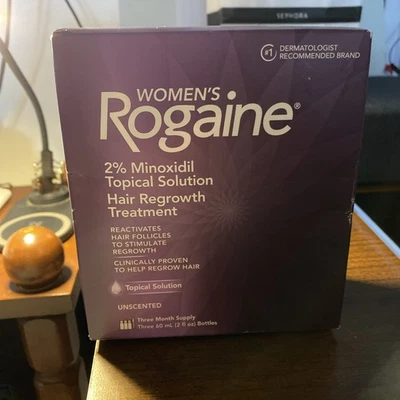 SEPHORA
#1 DERMATOLOGIST
RECOMMENDED BRAND
WOMEN'S
Rogaine®
2% Minoxidil
Topical Solution
Hair Regrowth
Treatment
REACTIVATES
HAIR FOLLICLES
TO STIMULATE
REGROWTH
CLINICALLY PROVEN
TO HELP REGROW HAIR
Topical Solution
UNSCENTED
Three Month Supply
Three 60 mL (2 fl oz) Bottles